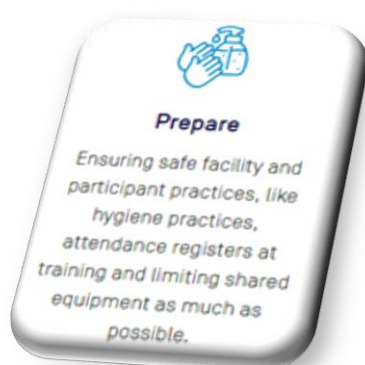 Prepare
Ensuring safe facility and
participant practices, like
hygiene practices,
attendance registers at
training and limiting shared
equipment as much as
possible.